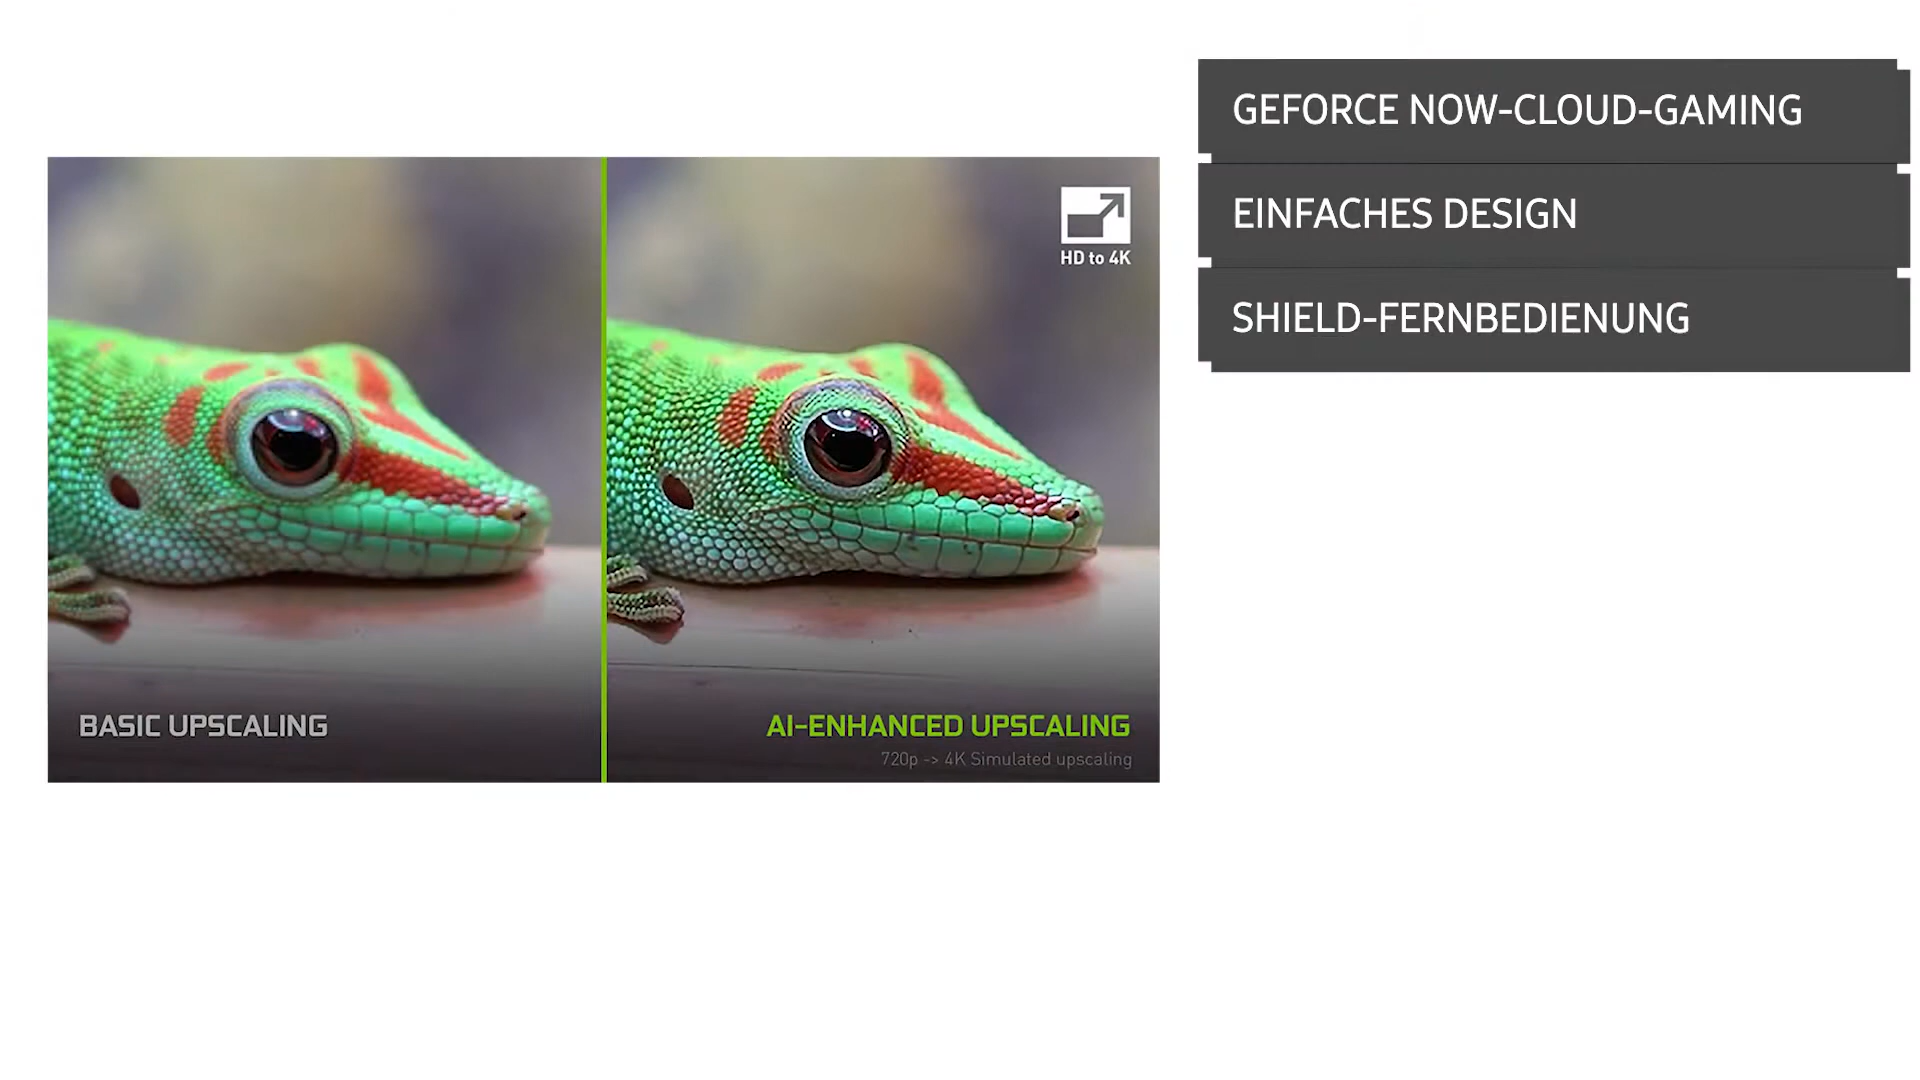 GEFORCE NOW-CLOUD-GAMING
EINFACHES DESIGN
SHIELD-FERNBEDIENUNG
HD to 4K
BASIC UPSCALING
AI-ENHANCED UPSCALING
720p -> 4K Simulated upscaling